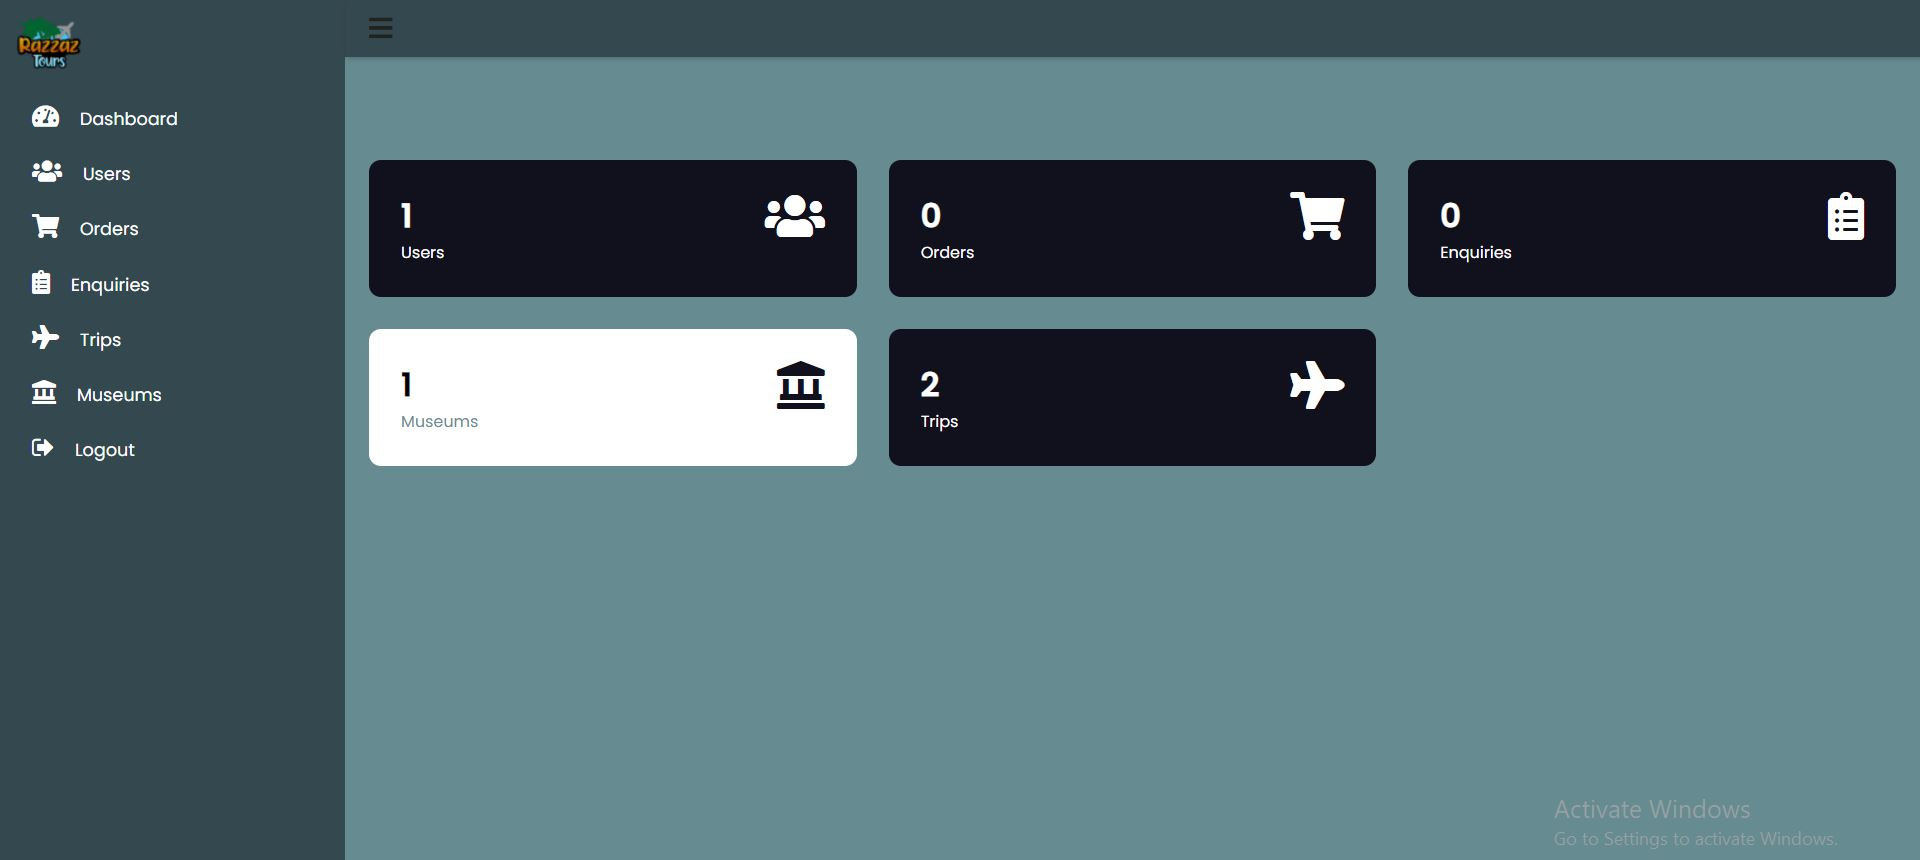 Razzaz
Tours
Dashboard
Users
Orders
Enquiries
Trips
Museums
Logout
1
Users
0
Orders
0
Enquiries
1
Museums
2
Trips
Activate Windows
Go to Settings to activate Windows.